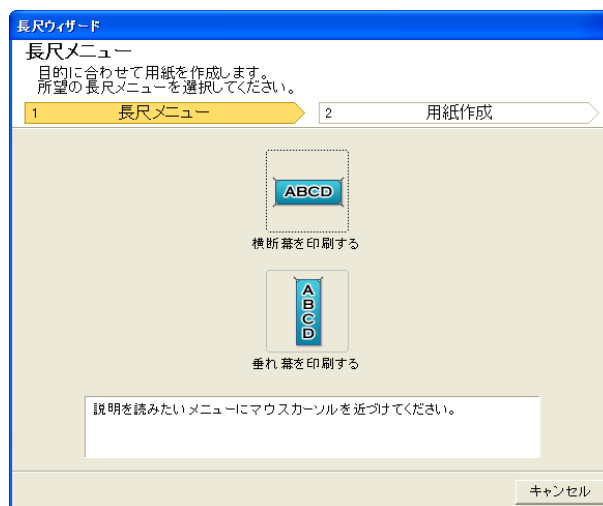 長尺ウィザード
長尺メニュー
目的に合わせて用紙を作成します。
所望の長尺メニューを選択してください。
1 長尺メニュー 2 用紙作成
ABCD
横断幕を印刷する
A
B
C
D
垂れ幕を印刷する
説明を読みたいメニューにマウスカーソルを近づけてください。
キャンセル